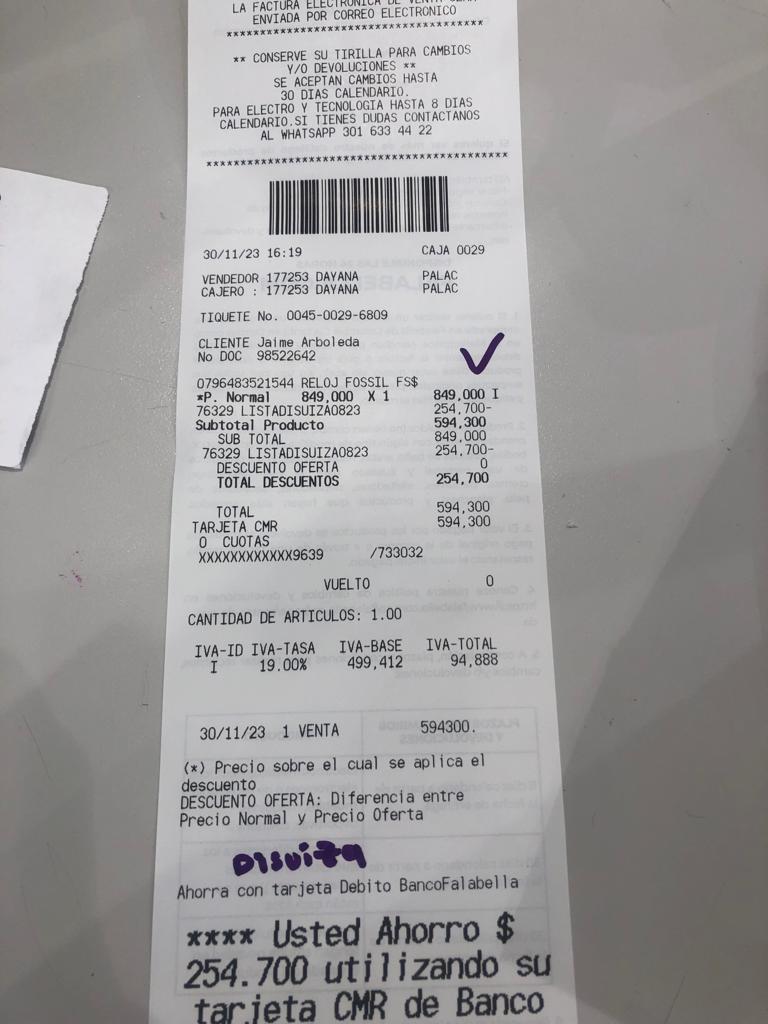 LA FACTURA ELECTRONICA DE VENTA SERA
ENVIADA POR CORREO ELECTRONICO
****************************************
** CONSERVE SU TIRILLA PARA CAMBIOS
Y/O DEVOLUCIONES **
SE ACEPTAN CAMBIOS HASTA
30 DIAS CALENDARIO.
PARA ELECTRO Y TECNOLOGIA HASTA 8 DIAS
CALENDARIO.SI TIENES DUDAS CONTACTANOS
AL WHATSAPP 301 633 44 22
****************************************
30/11/23 16:19 CAJA 0029
VENDEDOR 177253 DAYANA PALAC
CAJERO : 177253 DAYANA PALAC
TIQUETE No. 0045-0029-6809
CLIENTE Jaime Arboleda
No DOC 98522642
0796483521544 RELOJ FOSSIL FS$
*P. Normal 849,000 X 1 849,000 I
76329 LISTADISUIZA0823 254,700-
Subtotal Producto 594,300
SUB TOTAL 849,000
76329 LISTADISUIZA0823 254,700-
DESCUENTO OFERTA 0
TOTAL DESCUENTOS 254,700
TOTAL 594,300
TARJETA CMR 594,300
0 CUOTAS
XXXXXXXXXXXX9639 /733032
VUELTO 0
CANTIDAD DE ARTICULOS: 1.00
IVA-ID IVA-TASA IVA-BASE IVA-TOTAL
I 19.00% 499,412 94,888
30/11/23 1 VENTA 594300.
(*) Precio sobre el cual se aplica el
descuento
DESCUENTO OFERTA: Diferencia entre
Precio Normal y Precio Oferta
DISUIZA
Ahorra con tarjeta Debito BancoFalabella
**** Usted Ahorro $
254.700 utilizando su
tarjeta CMR de Banco